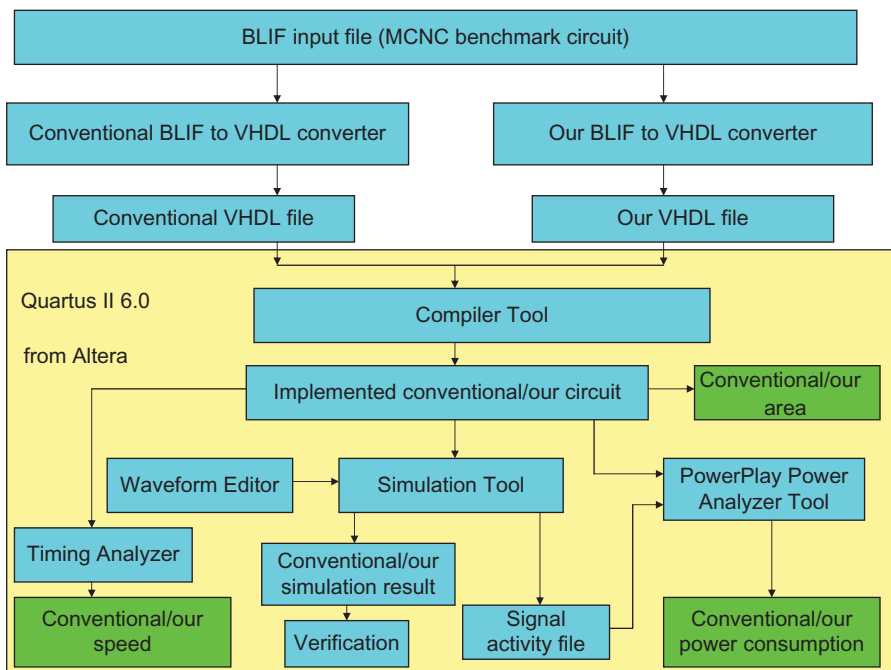 BLIF input file (MCNC benchmark circuit)
Conventional BLIF to VHDL converter
Our BLIF to VHDL converter
Conventional VHDL file
Our VHDL file
Quartus II 6.0
from Altera
Compiler Tool
Implemented conventional/our circuit
Conventional/our
area
Waveform Editor
Simulation Tool
PowerPlay Power
Analyzer Tool
Timing Analyzer
Conventional/our
simulation result
Conventional/our
speed
Verification
Signal
activity file
Conventional/our
power consumption